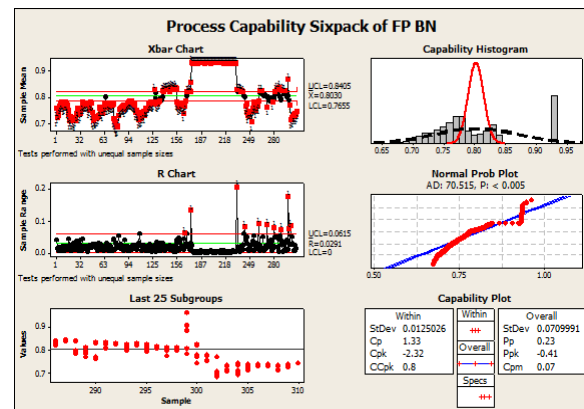 Process Capability Sixpack of FP BN
Xbar Chart
Sample Mean
0.9
0.8
0.7
1 32 63 94 125 156 187 218 249 280
UCL=0.8405
X=0.8030
LCL=0.7655
Tests performed with unequal sample sizes
R Chart
Sample Range
0.2
0.1
0.0
1 32 63 94 125 156 187 218 249 280
UCL=0.0615
R=0.0291
LCL=0
Tests performed with unequal sample sizes
Last 25 Subgroups
Values
0.9
0.8
0.7
290 295 300 305 310
Sample
Capability Histogram
0.65 0.70 0.75 0.80 0.85 0.90 0.95
Normal Prob Plot
AD: 70.515, P: < 0.005
0.50 0.75 1.00
Capability Plot
Within
StDev 0.0125026
Cp 1.33
Cpk -2.32
CCpk 0.8
Within
Overall
Specs
Overall
StDev 0.0709991
Pp 0.23
Ppk -0.41
Cpm 0.07